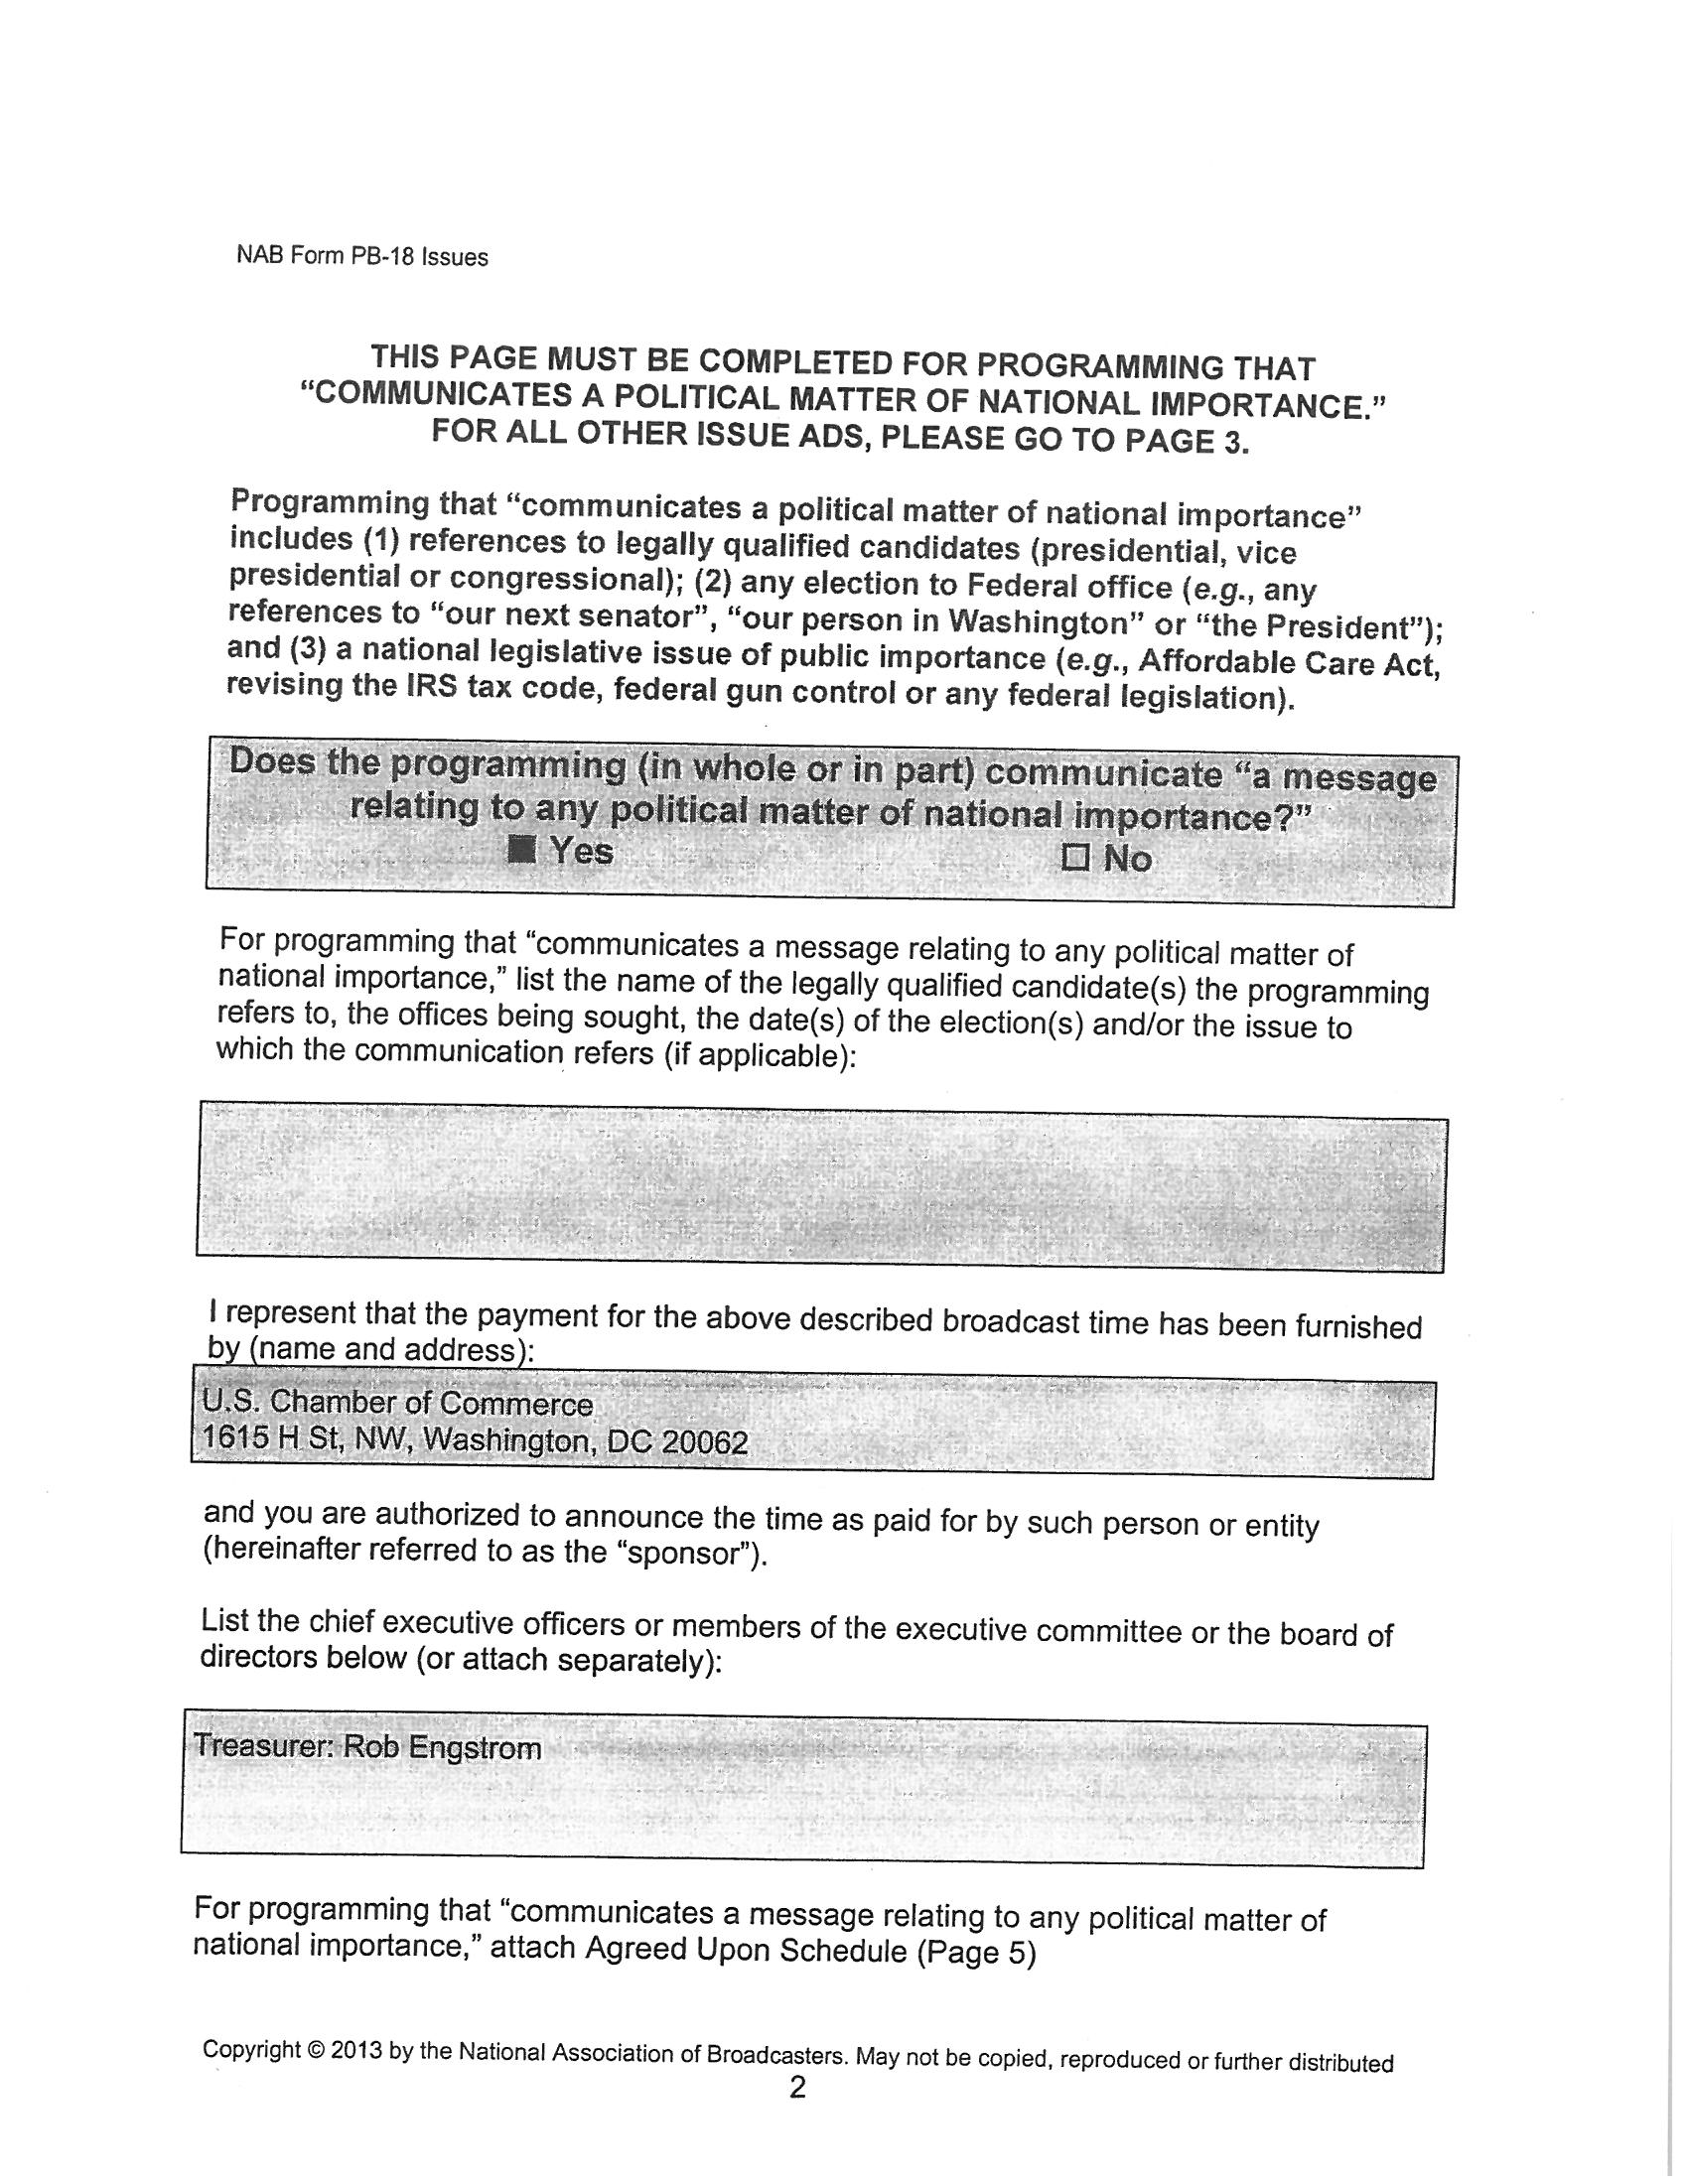 NAB Form PB-18 Issues
THIS PAGE MUST BE COMPLETED FOR PROGRAMMING THAT
“COMMUNICATES A POLITICAL MATTER OF NATIONAL IMPORTANCE.”
FOR ALL OTHER ISSUE ADS, PLEASE GO TO PAGE 3.
Programming that “communicates a political matter of national importance”
includes (1) references to legally qualified candidates (presidential, vice
presidential or congressional); (2) any election to Federal office (e.g., any
references to “our next senator”, “our person in Washington” or “the President”);
and (3) a national legislative issue of public importance (e.g., Affordable Care Act,
revising the IRS tax code, federal gun control or any federal legislation).
Does the programming (in whole or in part) communicate “a message
relating to any political matter of national importance?”
■ Yes ☐ No
For programming that “communicates a message relating to any political matter of
national importance,” list the name of the legally qualified candidate(s) the programming
refers to, the offices being sought, the date(s) of the election(s) and/or the issue to
which the communication refers (if applicable):
I represent that the payment for the above described broadcast time has been furnished
by (name and address):
U.S. Chamber of Commerce
1615 H St, NW, Washington, DC 20062
and you are authorized to announce the time as paid for by such person or entity
(hereinafter referred to as the “sponsor”).
List the chief executive officers or members of the executive committee or the board of
directors below (or attach separately):
Treasurer: Rob Engstrom
For programming that “communicates a message relating to any political matter of
national importance,” attach Agreed Upon Schedule (Page 5)
Copyright © 2013 by the National Association of Broadcasters. May not be copied, reproduced or further distributed
2